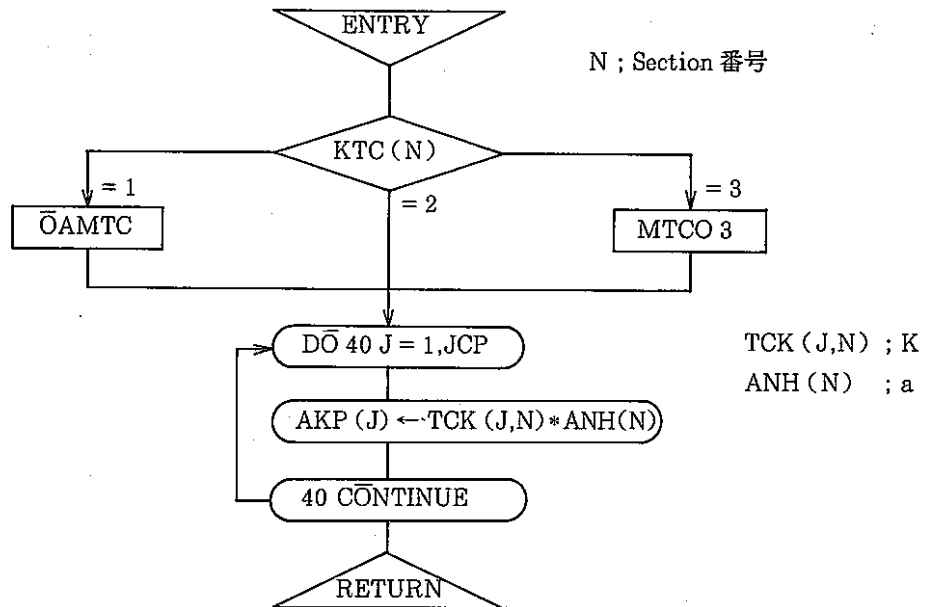 ENTRY
N ; Section 番号
KTC (N)
= 1
= 2
= 3
ŌAMTC
MTCO 3
DŌ 40 J = 1,JCP
TCK (J,N) ; K
ANH (N) ; a
AKP (J) ← TCK (J,N) * ANH(N)
40 CŌNTINUE
RETURN